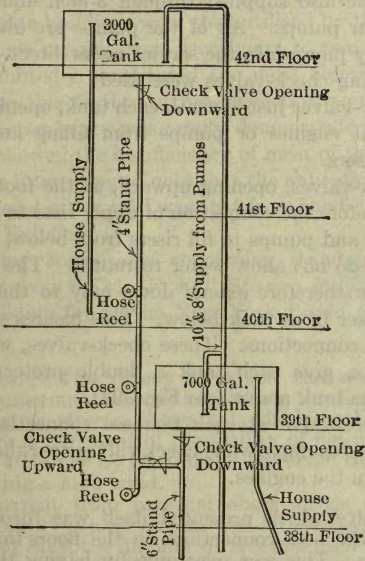 3000
Gal.
Tank
42nd Floor
Check Valve Opening
Downward
House Supply
4" Stand Pipe
10" & 8" Supply from Pumps
41st Floor
Hose
Reel
40th Floor
Hose
Reel
7000 Gal.
Tank
39th Floor
Check Valve
Opening
Upward
Check Valve Opening
Downward
Hose
Reel
6" Stand
Pipe
House
Supply
38th Floor